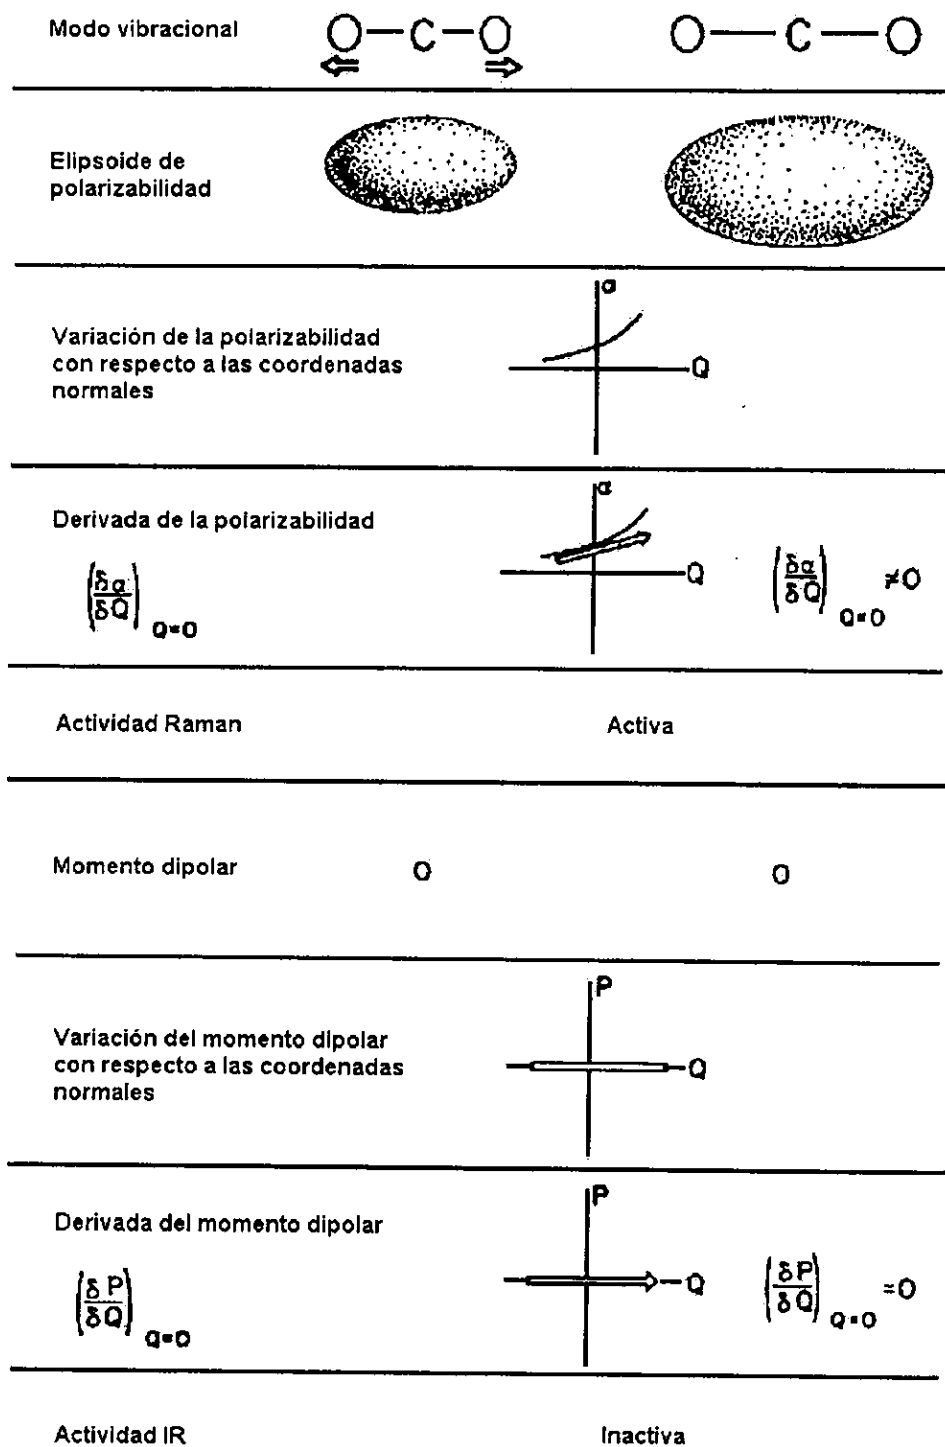 Modo vibracional
O—C—O
O—C—O
Elipsoide de
polarizabilidad
Variación de la polarizabilidad
con respecto a las coordenadas
normales
α
Q
Derivada de la polarizabilidad
(δα/δQ) Q=0
α
Q
(δα/δQ) Q=0 ≠0
Actividad Raman
Activa
Momento dipolar
O
O
Variación del momento dipolar
con respecto a las coordenadas
normales
P
Q
Derivada del momento dipolar
(δP/δQ) Q=0
P
Q
(δP/δQ) Q=0 =0
Actividad IR
Inactiva